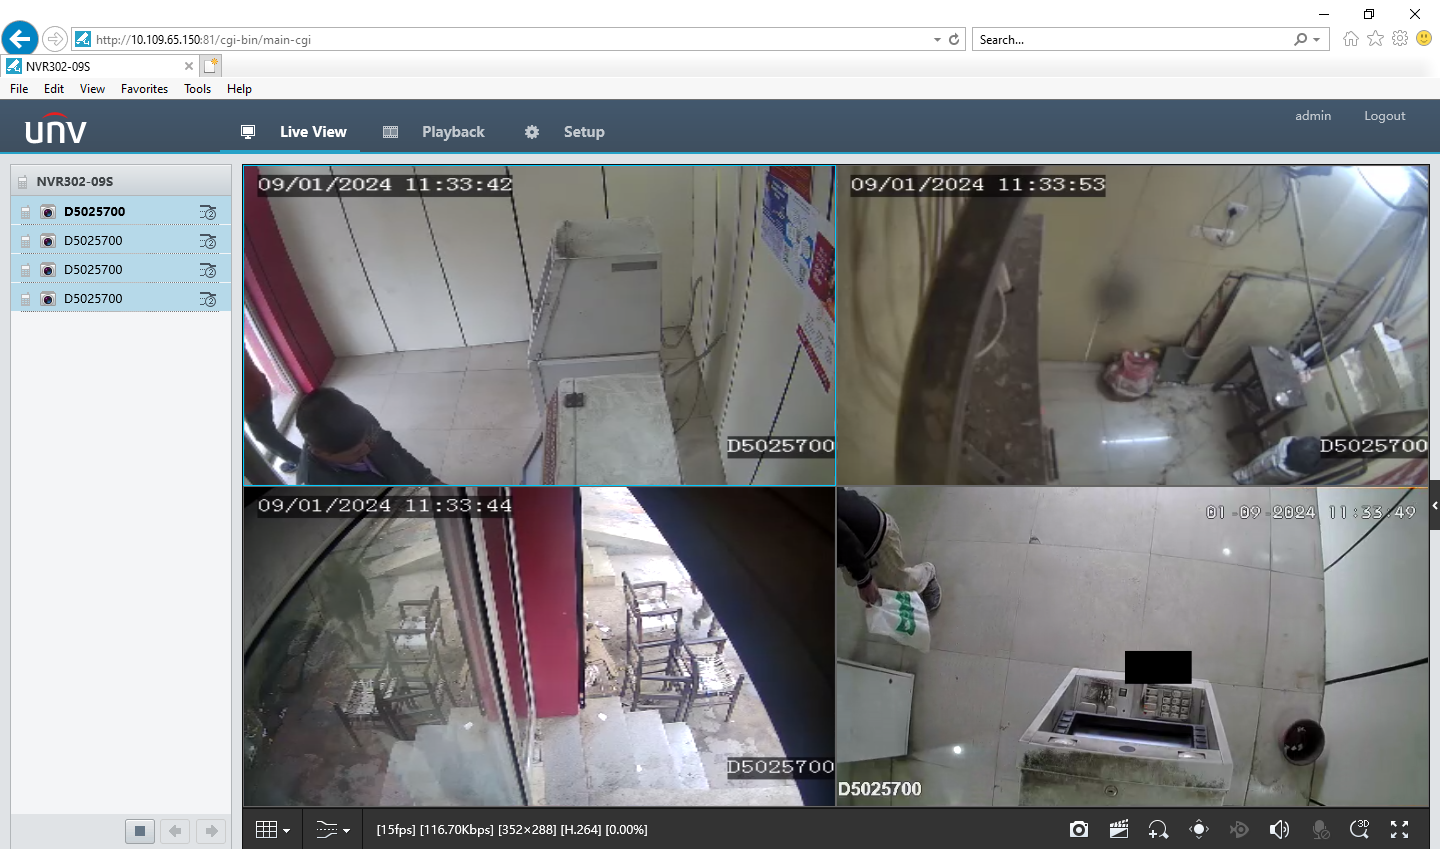 http://10.109.65.150:81/cgi-bin/main-cgi
Search...
NVR302-09S
File Edit View Favorites Tools Help
unv
Live View
Playback
Setup
admin
Logout
NVR302-09S
D5025700
D5025700
D5025700
D5025700
09/01/2024 11:33:42
D5025700
09/01/2024 11:33:53
D5025700
09/01/2024 11:33:44
D5025700
01-09-2024 11:33:49
D5025700
[15fps] [116.70Kbps] [352×288] [H.264] [0.00%]
3D